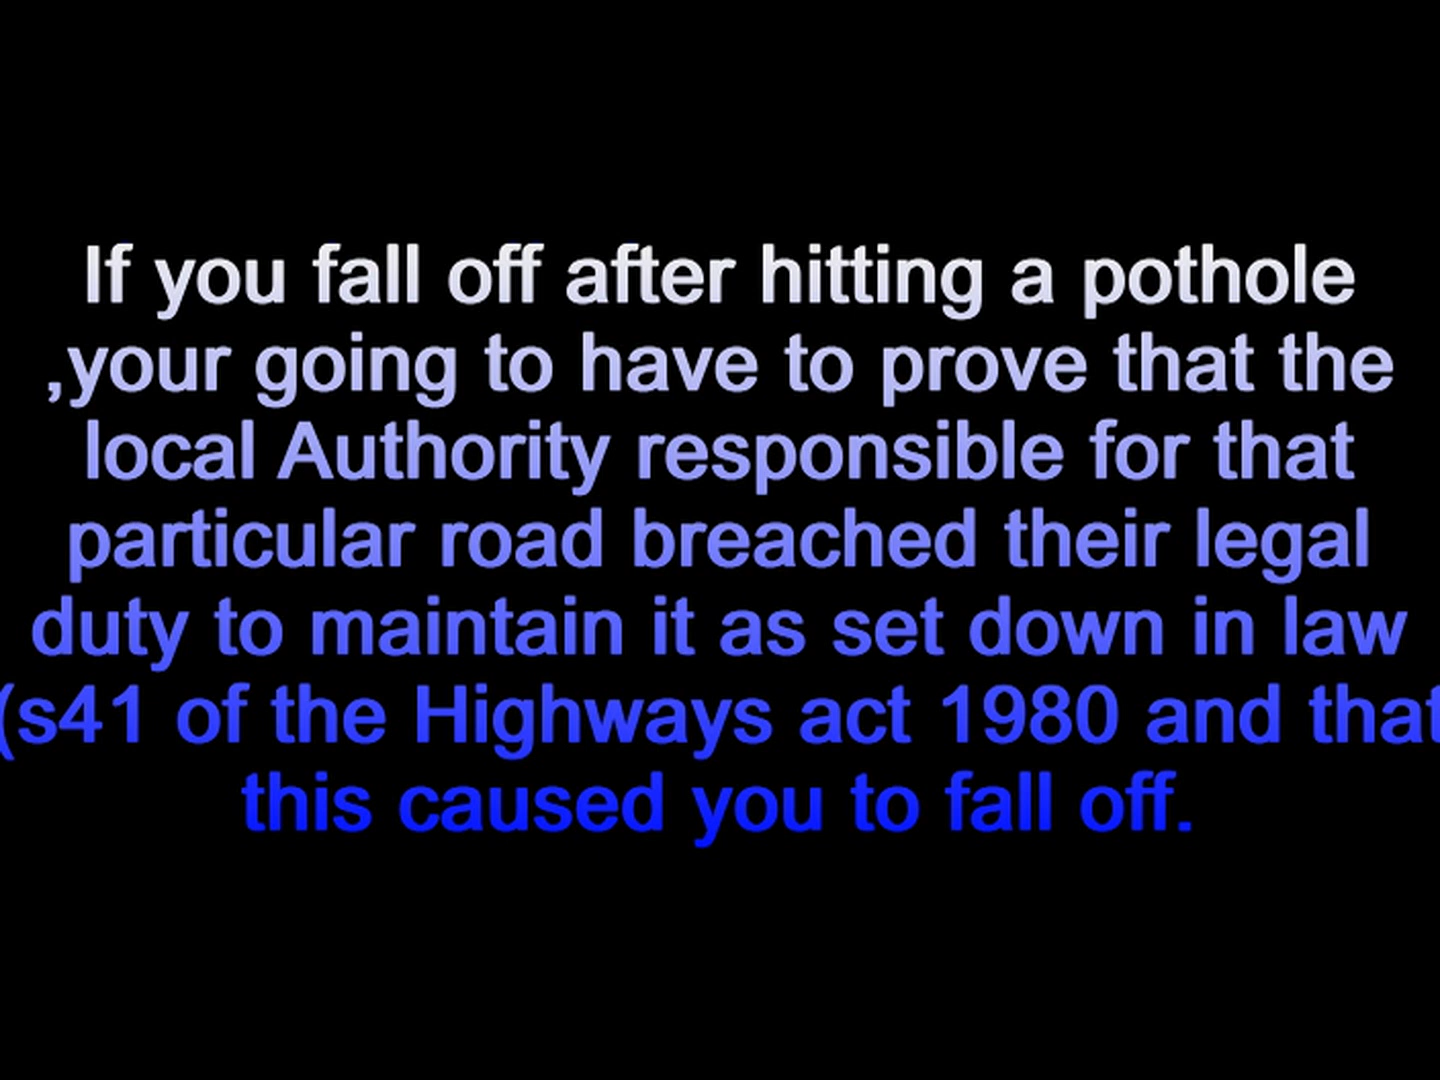 If you fall off after hitting a pothole
,your going to have to prove that the
local Authority responsible for that
particular road breached their legal
duty to maintain it as set down in law
(s41 of the Highways act 1980 and that
this caused you to fall off.